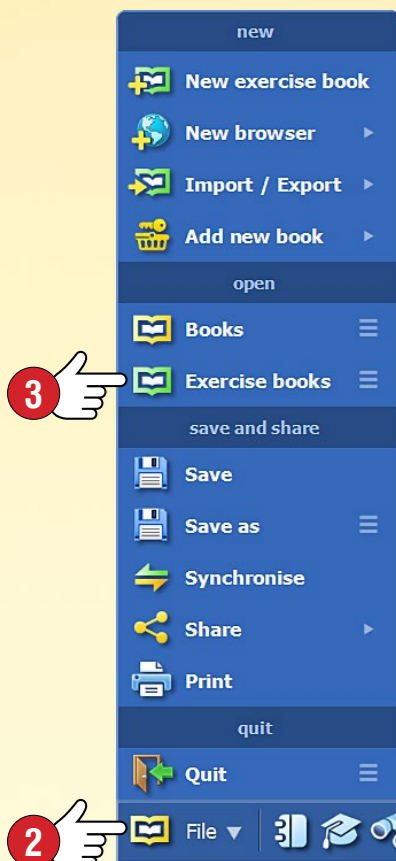 new
New exercise book
New browser
Import / Export
Add new book
open
Books
Exercise books
3
save and share
Save
Save as
Synchronise
Share
Print
quit
Quit
2
File